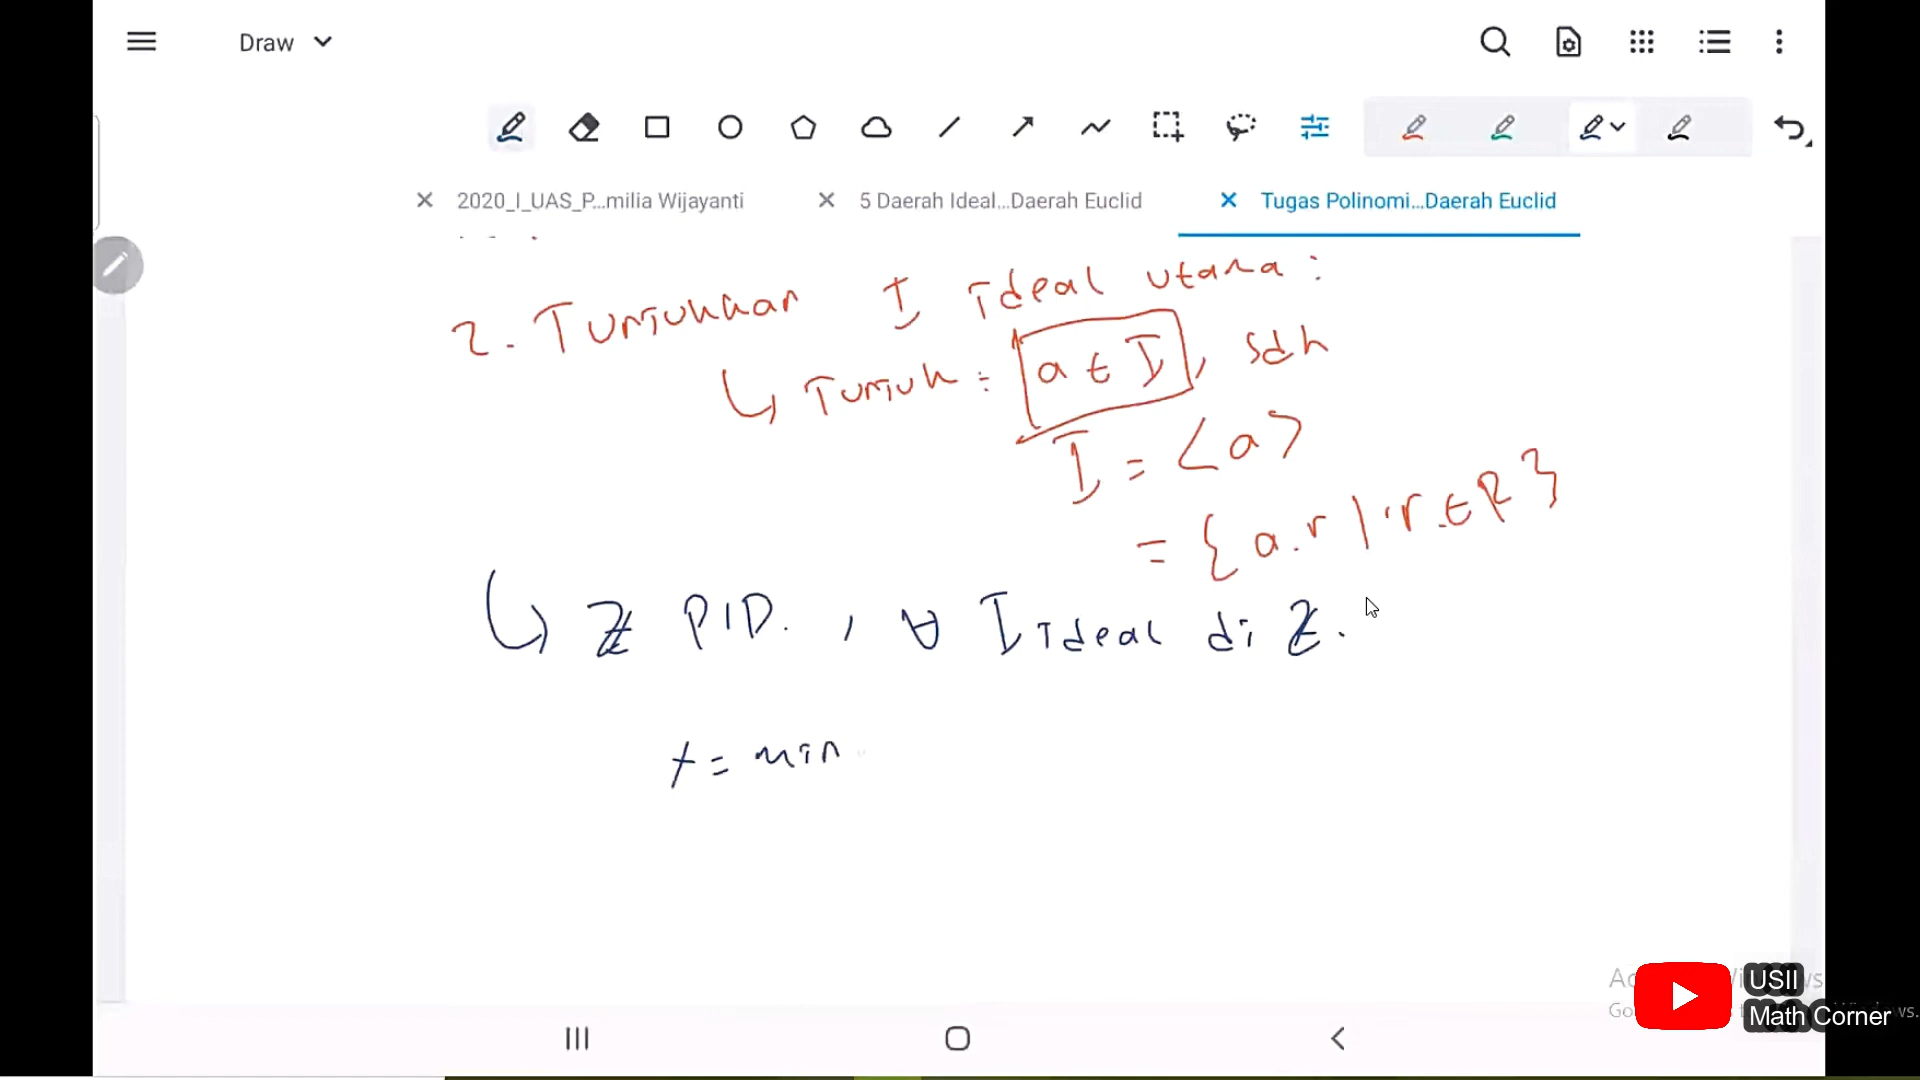 Draw
2020_I_UAS_P...milia Wijayanti
5 Daerah Ideal...Daerah Euclid
Tugas Polinomi...Daerah Euclid
2. Tunjukkan I ideal utama :
↳ Tunjuk : a ∈ I, sdh
I = <a>
= { a.r | r ∈ R }
↳ ℤ PID. , ∀ I ideal di ℤ.
t = min
USII
Math Corner